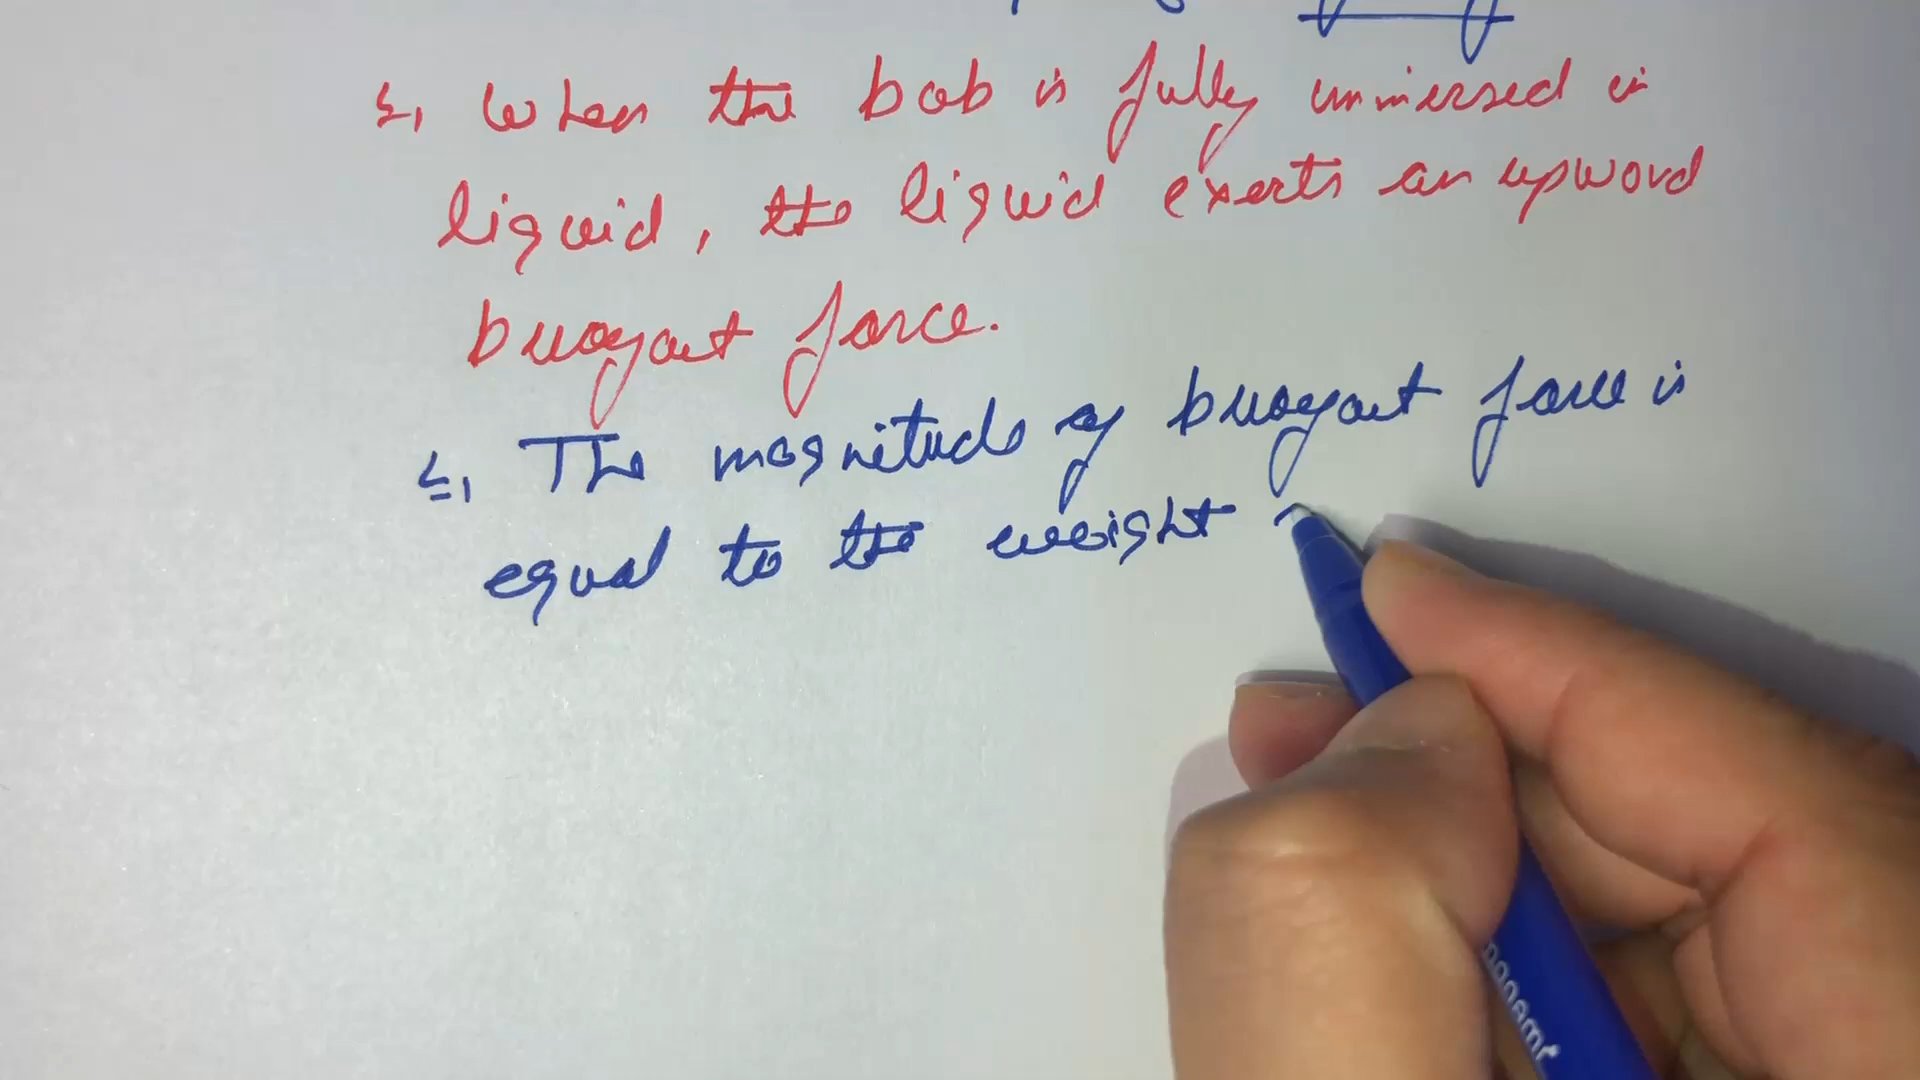 When the bob is fully immersed in
liquid, the liquid exerts an upword
buoyant force.
The magnitude of buoyant force is
equal to the weight